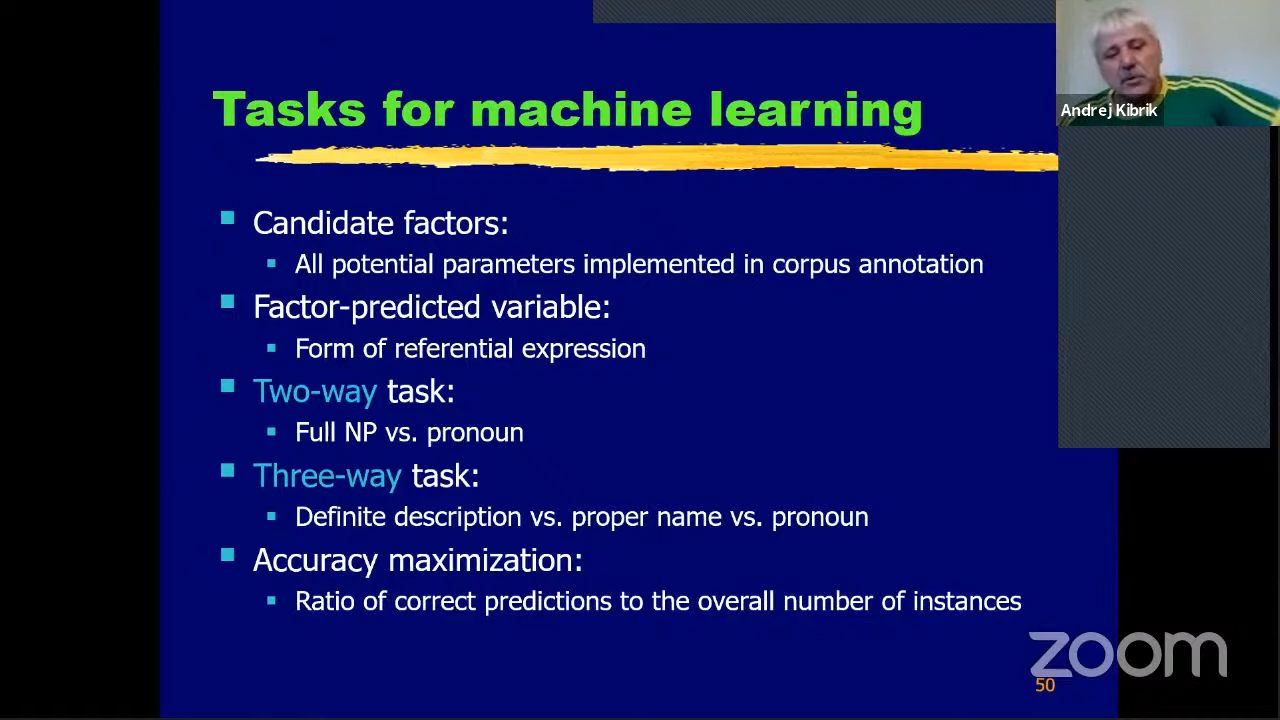 Tasks for machine learning
Andrej Kibrik
Candidate factors:
All potential parameters implemented in corpus annotation
Factor-predicted variable:
Form of referential expression
Two-way task:
Full NP vs. pronoun
Three-way task:
Definite description vs. proper name vs. pronoun
Accuracy maximization:
Ratio of correct predictions to the overall number of instances
zoom
50